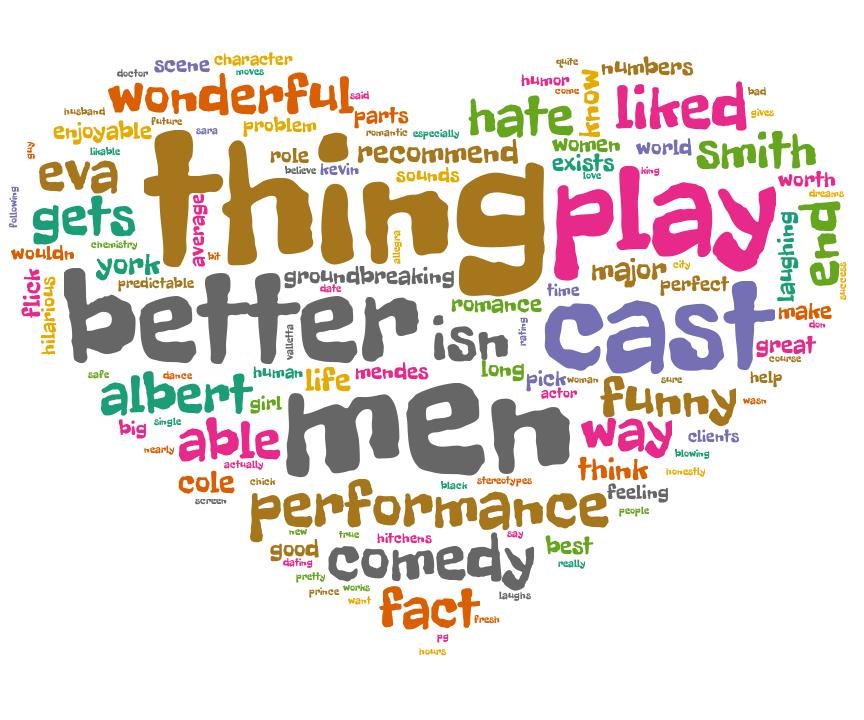 doctor
scene
character
moves
quite
humor
come
know
numbers
wonderful
said
husband
future
parts
hate
liked
bad
gives
enjoyable
sara
problem
romantic
especially
guy
likable
thing
role
recommend
believe
kevin
sounds
women
exists
love
world
king
smith
eva
play
worth
dreams
following
gets
average
allegra
laughing
end
wouldn
chemistry
bit
york
predictable
groundbreaking
date
major
city
perfect
success
flick
hilarious
better
valletta
isn
romance
rating
time
cast
make
don
great
course
safe
dance
human
life
mendes
long
pick
woman
actor
sure
help
albert
girl
single
men
funny
wasn
big
nearly
able
actually
way
clients
blowing
cole
screen
chick
black
stereotypes
think
honestly
feeling
people
performance
new
true
hitchens
say
good
dating
comedy
best
really
pretty
prince
works
want
laughs
fact
fresh
pg
hours